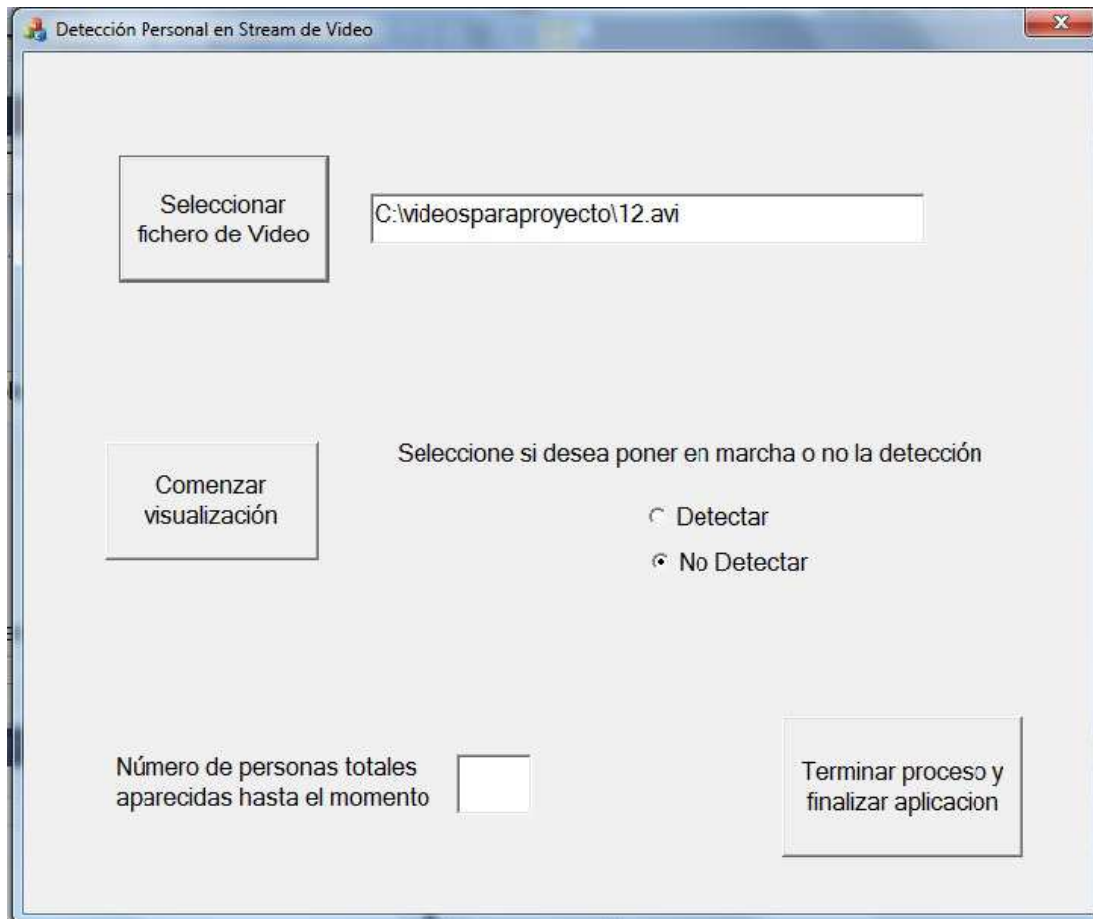 Detección Personal en Stream de Video
Seleccionar
fichero de Video
C:\videosparaproyecto\12.avi
Seleccione si desea poner en marcha o no la detección
Comenzar
visualización
Detectar
No Detectar
Número de personas totales
aparecidas hasta el momento
Terminar proceso y
finalizar aplicacion